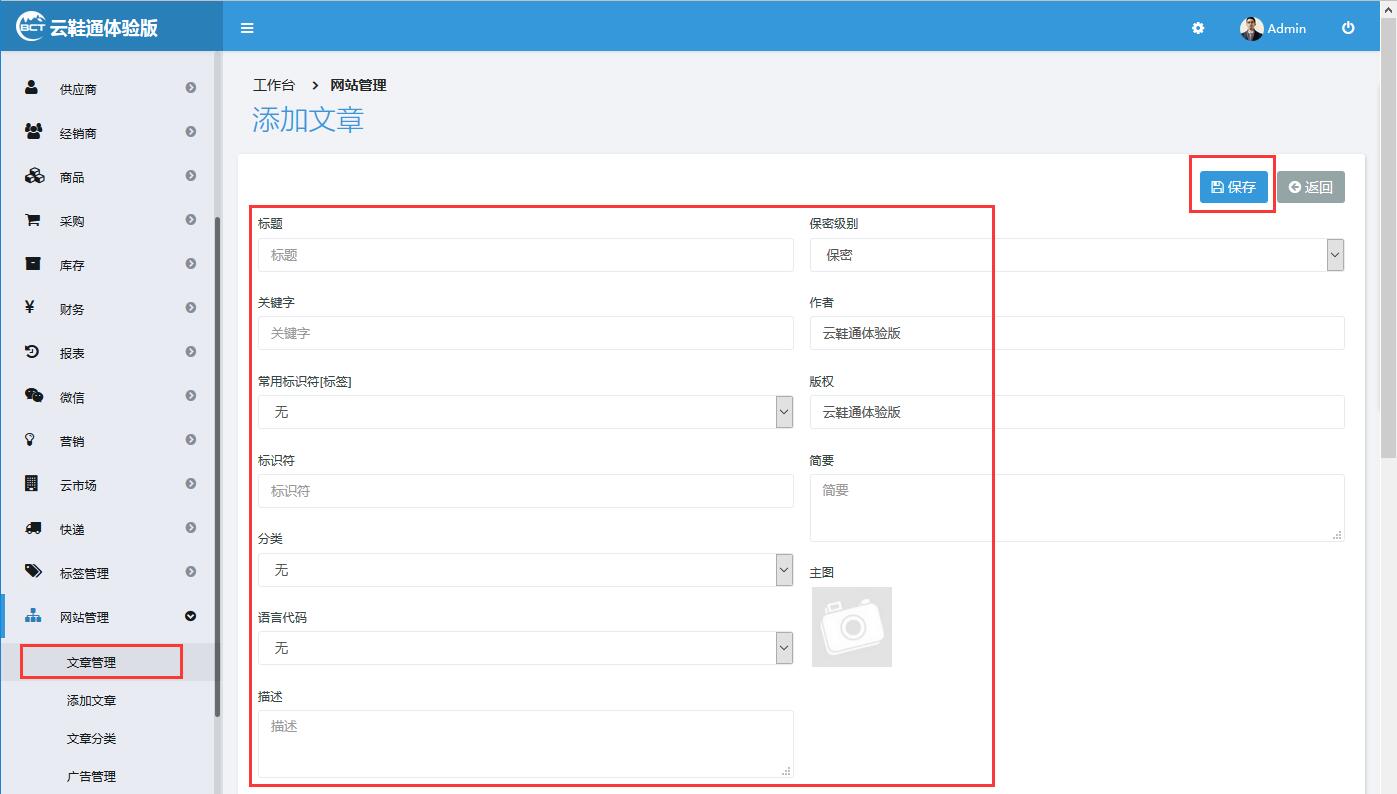 BCT 云鞋通体验版
Admin
供应商
经销商
商品
采购
库存
财务
报表
微信
营销
云市场
快递
标签管理
网站管理
文章管理
添加文章
文章分类
广告管理
工作台 > 网站管理
添加文章
保存 返回
标题
标题
关键字
关键字
常用标识符[标签]
无
标识符
标识符
分类
无
语言代码
无
描述
描述
保密级别
保密
作者
云鞋通体验版
版权
云鞋通体验版
简要
简要
主图